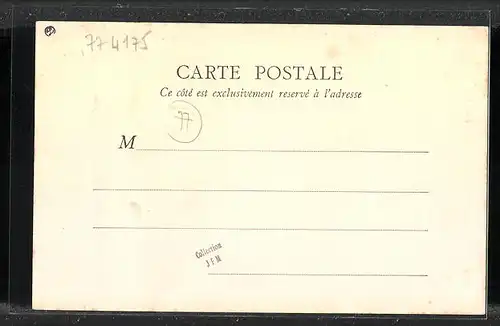 77 4175
CARTE POSTALE
Ce côté est exclusivement reservé à l'adresse
77
M
Collection
J F M